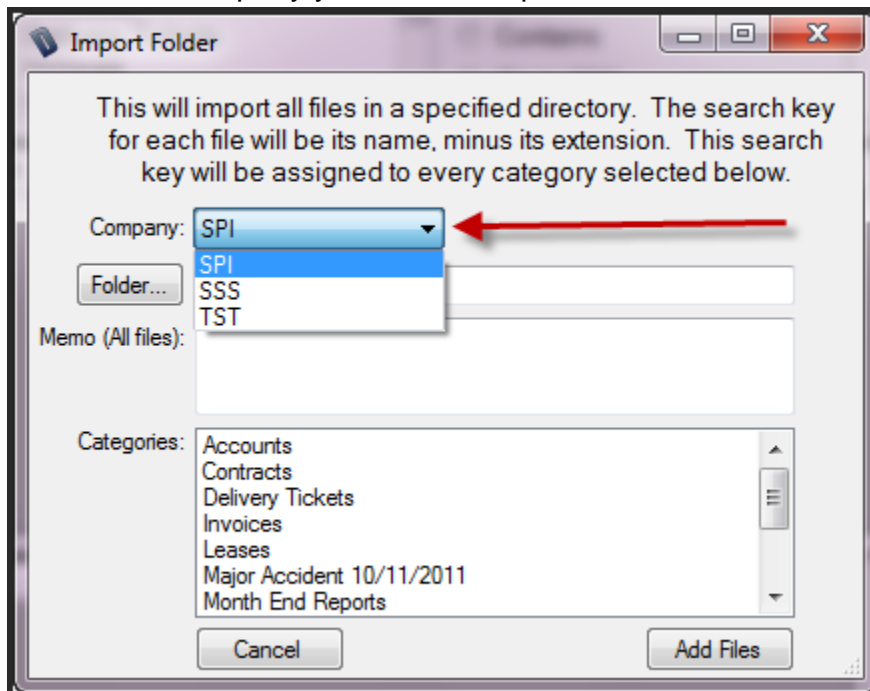 Import Folder
This will import all files in a specified directory.  The search key
for each file will be its name, minus its extension.  This search
key will be assigned to every category selected below.
Company: SPI
SPI
Folder...
SSS
TST
Memo (All files):
Categories:
Accounts
Contracts
Delivery Tickets
Invoices
Leases
Major Accident 10/11/2011
Month End Reports
Cancel
Add Files